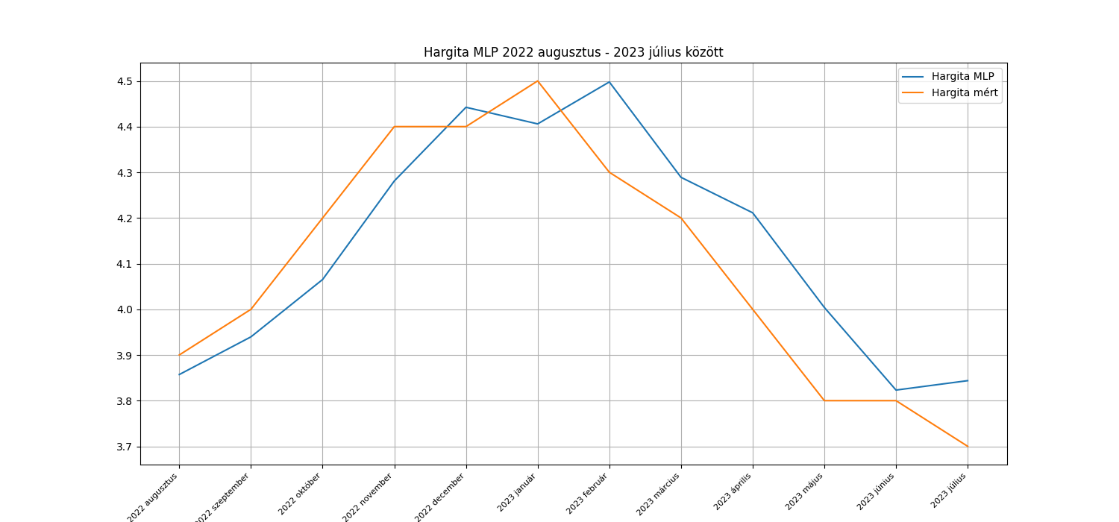 Hargita MLP 2022 augusztus - 2023 július között
Hargita MLP
Hargita mért
4.5
4.4
4.3
4.2
4.1
4.0
3.9
3.8
3.7
2022 augusztus
szeptember
2022 október
2022 november
2022 december
2023 január
2023 február
2023 március
2023 április
2023 május
2023 június
2023 július